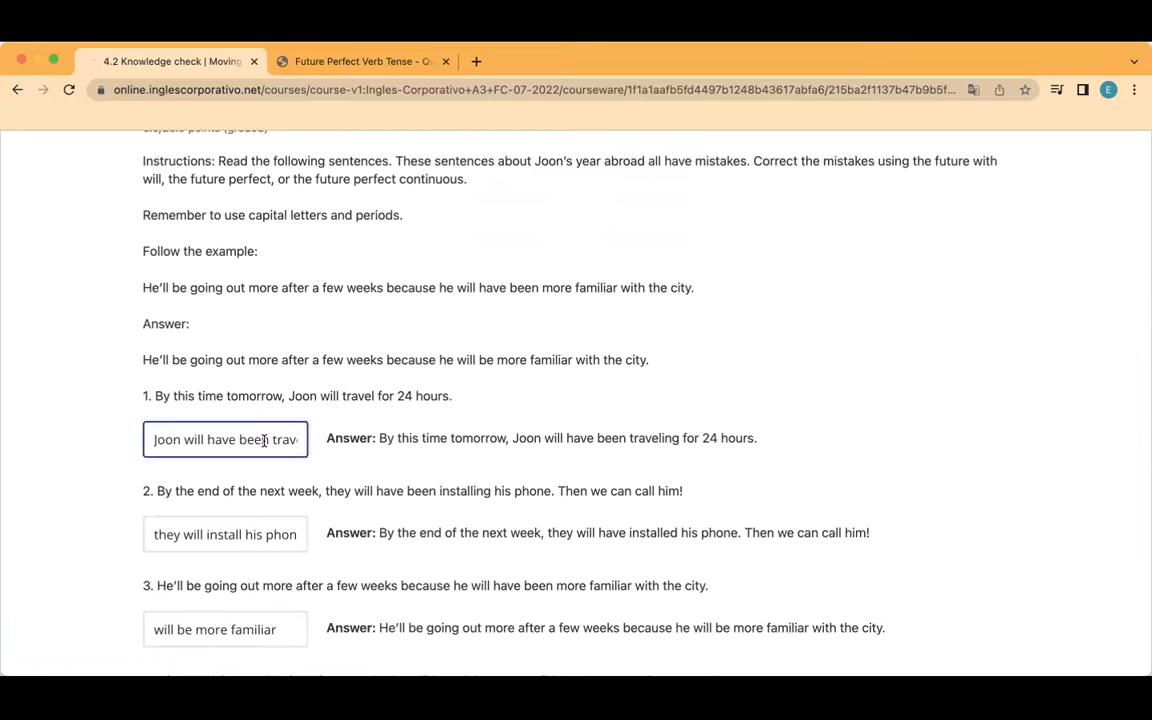 4.2 Knowledge check | Moving
Future Perfect Verb Tense - Qu
online.inglescorporativo.net/courses/course-v1:Ingles-Corporativo+A3+FC-07-2022/courseware/1f1a1aafb5fd4497b1248b43617abfa6/215ba2f1137b47b9b5f...
E
Instructions: Read the following sentences. These sentences about Joon's year abroad all have mistakes. Correct the mistakes using the future with
will, the future perfect, or the future perfect continuous.
Remember to use capital letters and periods.
Follow the example:
He'll be going out more after a few weeks because he will have been more familiar with the city.
Answer:
He'll be going out more after a few weeks because he will be more familiar with the city.
1. By this time tomorrow, Joon will travel for 24 hours.
Joon will have been trav
Answer: By this time tomorrow, Joon will have been traveling for 24 hours.
2. By the end of the next week, they will have been installing his phone. Then we can call him!
they will install his phon
Answer: By the end of the next week, they will have installed his phone. Then we can call him!
3. He'll be going out more after a few weeks because he will have been more familiar with the city.
will be more familiar
Answer: He'll be going out more after a few weeks because he will be more familiar with the city.